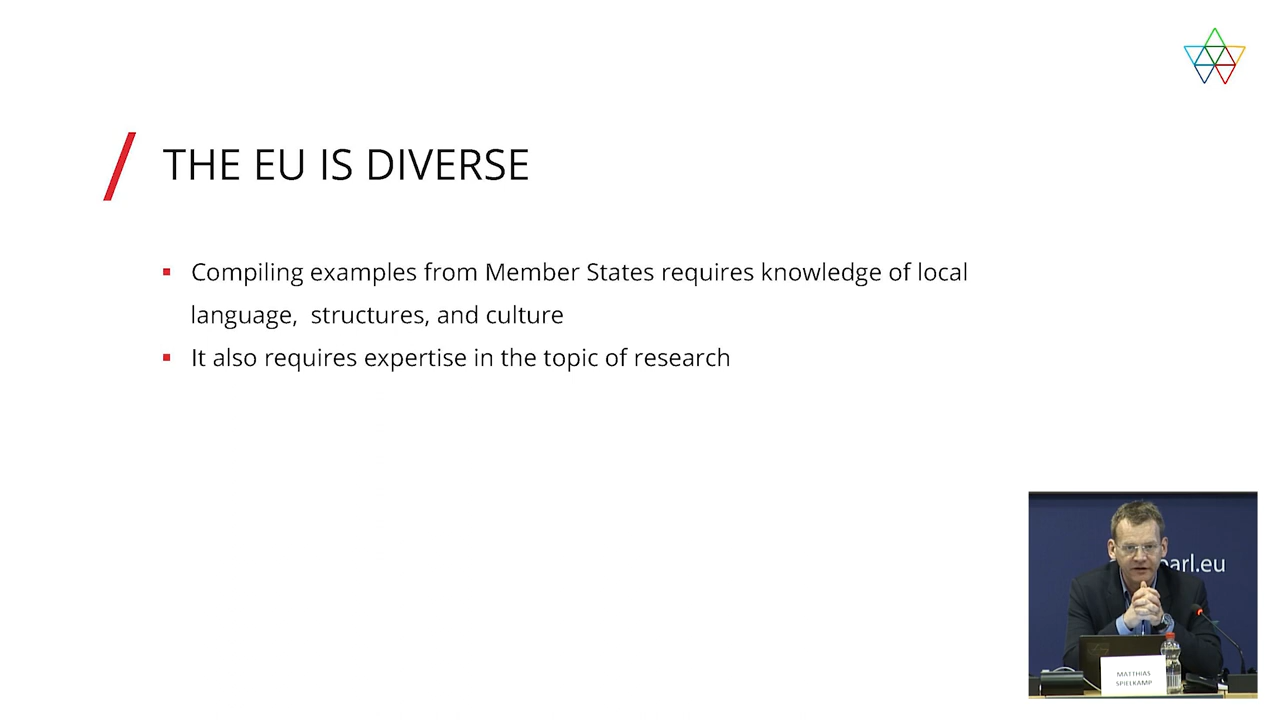 THE EU IS DIVERSE
▪ Compiling examples from Member States requires knowledge of local
language,  structures, and culture
▪ It also requires expertise in the topic of research
arl.eu
MATTHIAS
SPIELKAMP